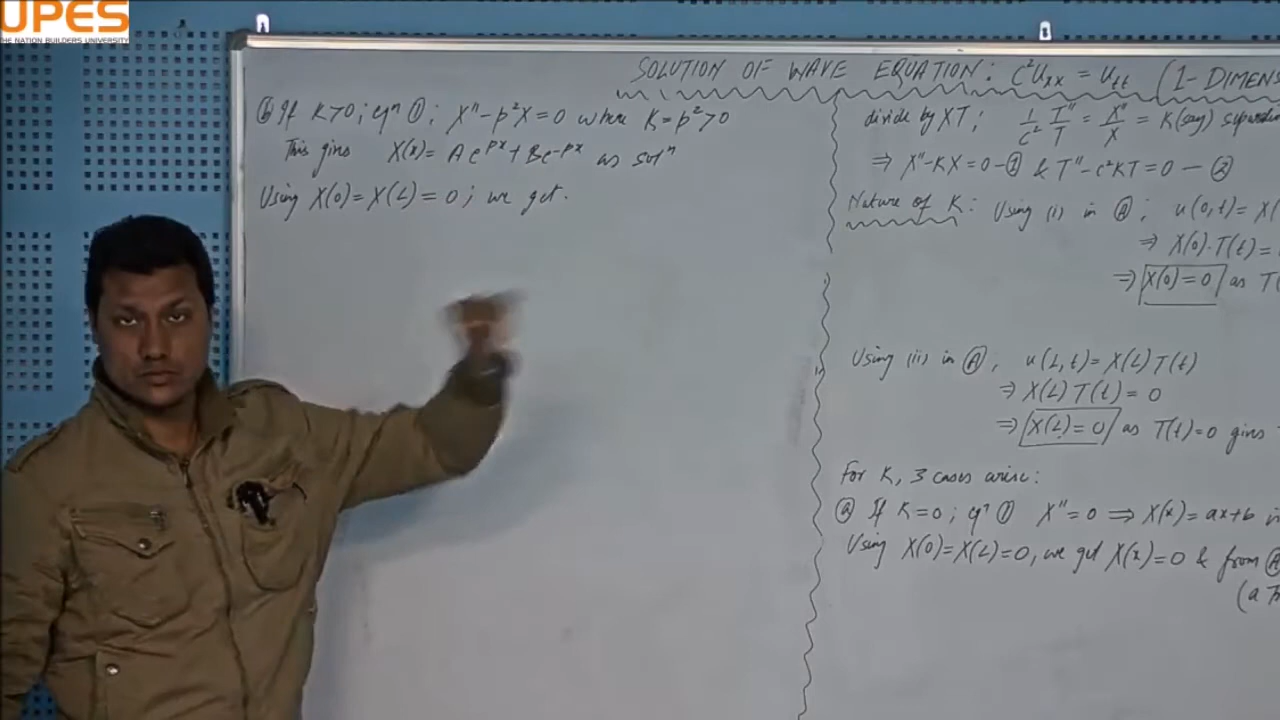 UPES
THE NATION BUILDERS UNIVERSITY
SOLUTION OF WAVE EQUATION: C²Uxx = Utt (1-DIMENS
ⓑ If K>0; eqⁿ ①; X″-p²X=0 where K=p²>0
This gives X(x)= Ae^px + Be^-px as solⁿ
Using X(0)=X(L)=0; we get.
divide by XT; 1/C² T″/T = X″/X = K(say) separa
⇒ X″-KX=0-① & T″-c²KT=0-②
Nature of K: Using (i) in Ⓐ; u(0,t)= X(
⇒ X(0).T(t)=
⇒ X(0)=0 as T(
Using (ii) in Ⓐ, u(L,t)=X(L)T(t)
⇒ X(L)T(t)=0
⇒ X(L)=0 as T(t)=0 gives
For K, 3 cases arise:
ⓐ If K=0; eqⁿ ① X″=0 ⇒ X(x)=ax+b
Using X(0)=X(L)=0, we get X(x)=0 & from Ⓐ
(a